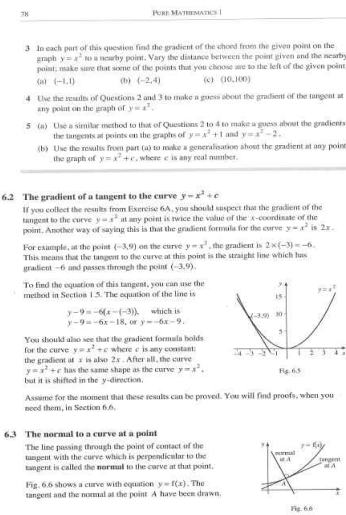 78
PURE MATHEMATICS 1
3 In each part of this question find the gradient of the chord from the given point on the
graph y = x² to a nearby point. Vary the distance between the point given and the nearby
point; make sure that some of the points that you choose are to the left of the given point
(a) (-1,1) (b) (-2,4) (c) (10,100)
4 Use the results of Questions 2 and 3 to make a guess about the gradient of the tangent at
any point on the graph of y = x².
5 (a) Use a similar method to that of Questions 2 to 4 to make a guess about the gradients
the tangents at points on the graphs of y = x² + 1 and y = x² - 2.
(b) Use the results from part (a) to make a generalisation about the gradient at any point
the graph of y = x² + c, where c is any real number.
6.2 The gradient of a tangent to the curve y = x² + c
If you collect the results from Exercise 6A, you should suspect that the gradient of the
tangent to the curve y = x² at any point is twice the value of the x-coordinate of the
point. Another way of saying this is that the gradient formula for the curve y = x² is 2x.
For example, at the point (-3,9) on the curve y = x², the gradient is 2×(-3) = -6.
This means that the tangent to the curve at this point is the straight line which has
gradient -6 and passes through the point (-3,9).
To find the equation of this tangent, you can use the
method in Section 1.5. The equation of the line is
y - 9 = -6(x - (-3)), which is
y - 9 = -6x - 18, or y = -6x - 9.
You should also see that the gradient formula holds
for the curve y = x² + c where c is any constant:
the gradient at x is also 2x. After all, the curve
y = x² + c has the same shape as the curve y = x²,
but it is shifted in the y-direction.
y
y=x²
15
(-3,9) 10
5
-4 -3 -2 -1 1 2 3 4 x
Fig. 6.5
Assume for the moment that these results can be proved. You will find proofs, when you
need them, in Section 6.6.
6.3 The normal to a curve at a point
The line passing through the point of contact of the
tangent with the curve which is perpendicular to the
tangent is called the normal to the curve at that point.
Fig. 6.6 shows a curve with equation y = f(x). The
tangent and the normal at the point A have been drawn.
y
y=f(x)
normal
at A
tangent
at A
A
x
Fig. 6.6